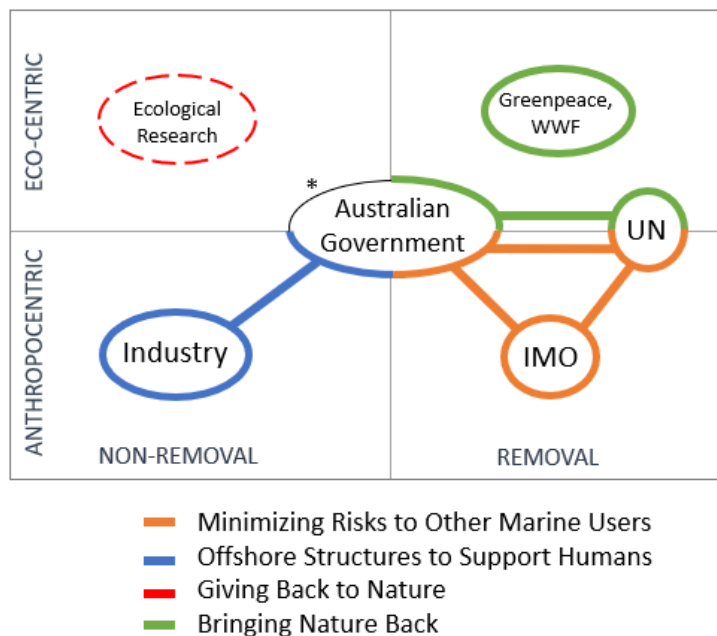 ECO-CENTRIC
Ecological
Research
Greenpeace,
WWF
*
Australian
Government
UN
ANTHROPOCENTRIC
Industry
IMO
NON-REMOVAL
REMOVAL
Minimizing Risks to Other Marine Users
Offshore Structures to Support Humans
Giving Back to Nature
Bringing Nature Back